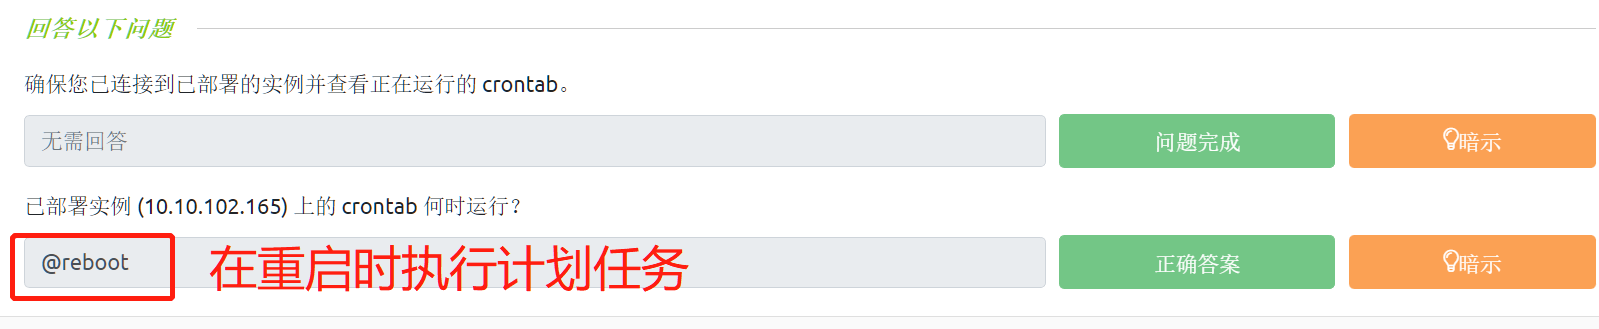 回答以下问题
确保您已连接到已部署的实例并查看正在运行的 crontab。
无需回答
问题完成
暗示
已部署实例 (10.10.102.165) 上的 crontab 何时运行？
@reboot
在重启时执行计划任务
正确答案
暗示